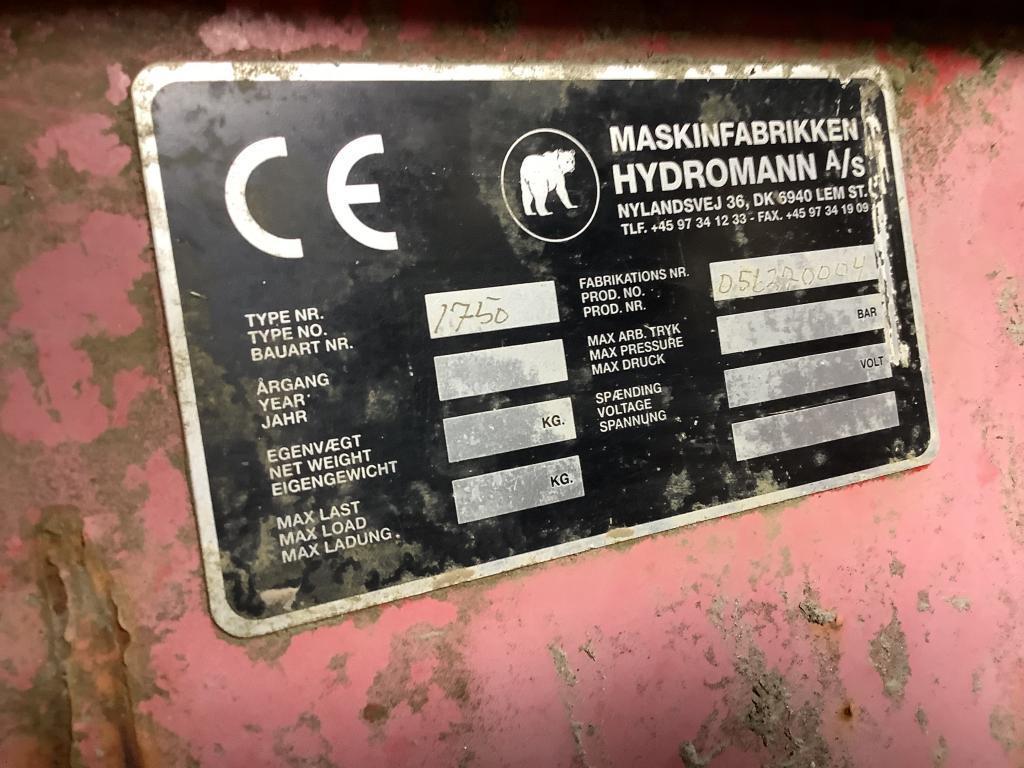 CE
MASKINFABRIKKEN
HYDROMANN A/S
NYLANDSVEJ 36, DK 6940 LEM ST.
TLF. +45 97 34 12 33 - FAX. +45 97 34 19 09
TYPE NR. 1750
TYPE NO.
BAUART NR.
ÅRGANG
YEAR
JAHR
EGENVÆGT KG.
NET WEIGHT
EIGENGEWICHT
MAX LAST KG.
MAX LOAD
MAX LADUNG.
FABRIKATIONS NR.
PROD. NO.
PROD. NR.
MAX ARB. TRYK BAR
MAX PRESSURE
MAX DRUCK
SPÆNDING VOLT
VOLTAGE
SPANNUNG